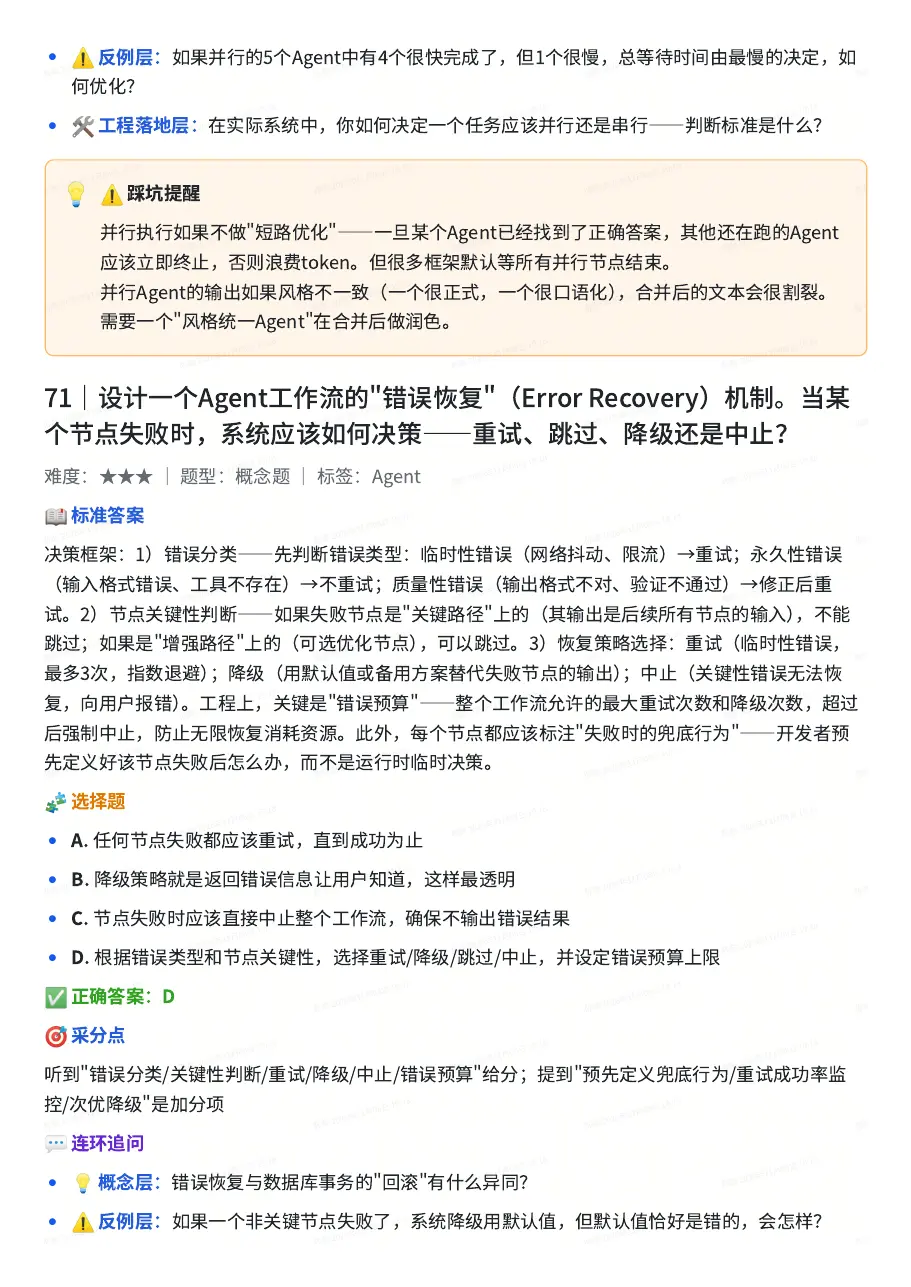 ⚠️ 反例层：如果并行的5个Agent中有4个很快完成了，但1个很慢，总等待时间由最慢的决定，如
何优化？
🛠️ 工程落地层：在实际系统中，你如何决定一个任务应该并行还是串行——判断标准是什么？
💡 ⚠️ 踩坑提醒
并行执行如果不做"短路优化"——一旦某个Agent已经找到了正确答案，其他还在跑的Agent
应该立即终止，否则浪费token。但很多框架默认等所有并行节点结束。
并行Agent的输出如果风格不一致（一个很正式，一个很口语化），合并后的文本会很割裂。
需要一个"风格统一Agent"在合并后做润色。
71｜设计一个Agent工作流的"错误恢复"（Error Recovery）机制。当某
个节点失败时，系统应该如何决策——重试、跳过、降级还是中止？
难度：★★★ ｜ 题型：概念题 ｜ 标签：Agent
📖 标准答案
决策框架：1）错误分类——先判断错误类型：临时性错误（网络抖动、限流）→重试；永久性错误
（输入格式错误、工具不存在）→不重试；质量性错误（输出格式不对、验证不通过）→修正后重
试。2）节点关键性判断——如果失败节点是"关键路径"上的（其输出是后续所有节点的输入），不能
跳过；如果是"增强路径"上的（可选优化节点），可以跳过。3）恢复策略选择：重试（临时性错误，
最多3次，指数退避）；降级（用默认值或备用方案替代失败节点的输出）；中止（关键性错误无法恢
复，向用户报错）。工程上，关键是"错误预算"——整个工作流允许的最大重试次数和降级次数，超过
后强制中止，防止无限恢复消耗资源。此外，每个节点都应该标注"失败时的兜底行为"——开发者预
先定义好该节点失败后怎么办，而不是运行时临时决策。
🧩 选择题
A. 任何节点失败都应该重试，直到成功为止
B. 降级策略就是返回错误信息让用户知道，这样最透明
C. 节点失败时应该直接中止整个工作流，确保不输出错误结果
D. 根据错误类型和节点关键性，选择重试/降级/跳过/中止，并设定错误预算上限
✅ 正确答案：D
🎯 采分点
听到"错误分类/关键性判断/重试/降级/中止/错误预算"给分；提到"预先定义兜底行为/重试成功率监
控/次优降级"是加分项
💬 连环追问
💡 概念层：错误恢复与数据库事务的"回滚"有什么异同？
⚠️ 反例层：如果一个非关键节点失败了，系统降级用默认值，但默认值恰好是错的，会怎样？